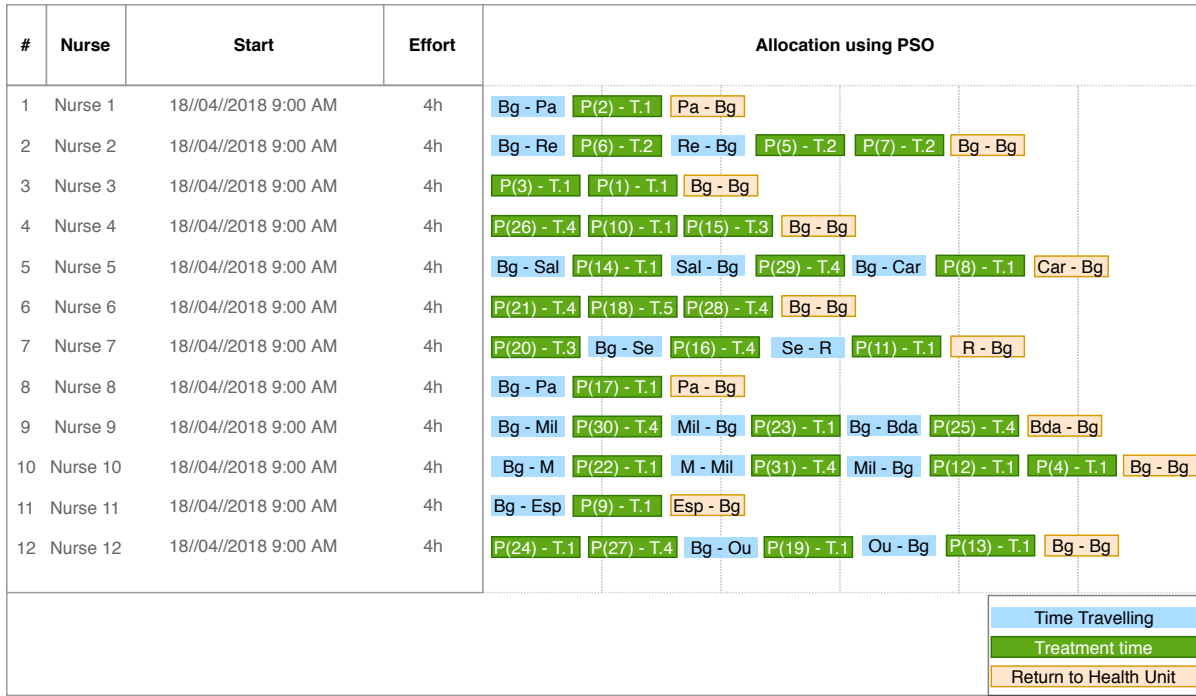 # Nurse Start Effort Allocation using PSO
1 Nurse 1 18//04//2018 9:00 AM 4h Bg - Pa P(2) - T.1 Pa - Bg
2 Nurse 2 18//04//2018 9:00 AM 4h Bg - Re P(6) - T.2 Re - Bg P(5) - T.2 P(7) - T.2 Bg - Bg
3 Nurse 3 18//04//2018 9:00 AM 4h P(3) - T.1 P(1) - T.1 Bg - Bg
4 Nurse 4 18//04//2018 9:00 AM 4h P(26) - T.4 P(10) - T.1 P(15) - T.3 Bg - Bg
5 Nurse 5 18//04//2018 9:00 AM 4h Bg - Sal P(14) - T.1 Sal - Bg P(29) - T.4 Bg - Car P(8) - T.1 Car - Bg
6 Nurse 6 18//04//2018 9:00 AM 4h P(21) - T.4 P(18) - T.5 P(28) - T.4 Bg - Bg
7 Nurse 7 18//04//2018 9:00 AM 4h P(20) - T.3 Bg - Se P(16) - T.4 Se - R P(11) - T.1 R - Bg
8 Nurse 8 18//04//2018 9:00 AM 4h Bg - Pa P(17) - T.1 Pa - Bg
9 Nurse 9 18//04//2018 9:00 AM 4h Bg - Mil P(30) - T.4 Mil - Bg P(23) - T.1 Bg - Bda P(25) - T.4 Bda - Bg
10 Nurse 10 18//04//2018 9:00 AM 4h Bg - M P(22) - T.1 M - Mil P(31) - T.4 Mil - Bg P(12) - T.1 P(4) - T.1 Bg - Bg
11 Nurse 11 18//04//2018 9:00 AM 4h Bg - Esp P(9) - T.1 Esp - Bg
12 Nurse 12 18//04//2018 9:00 AM 4h P(24) - T.1 P(27) - T.4 Bg - Ou P(19) - T.1 Ou - Bg P(13) - T.1 Bg - Bg
Time Travelling
Treatment time
Return to Health Unit